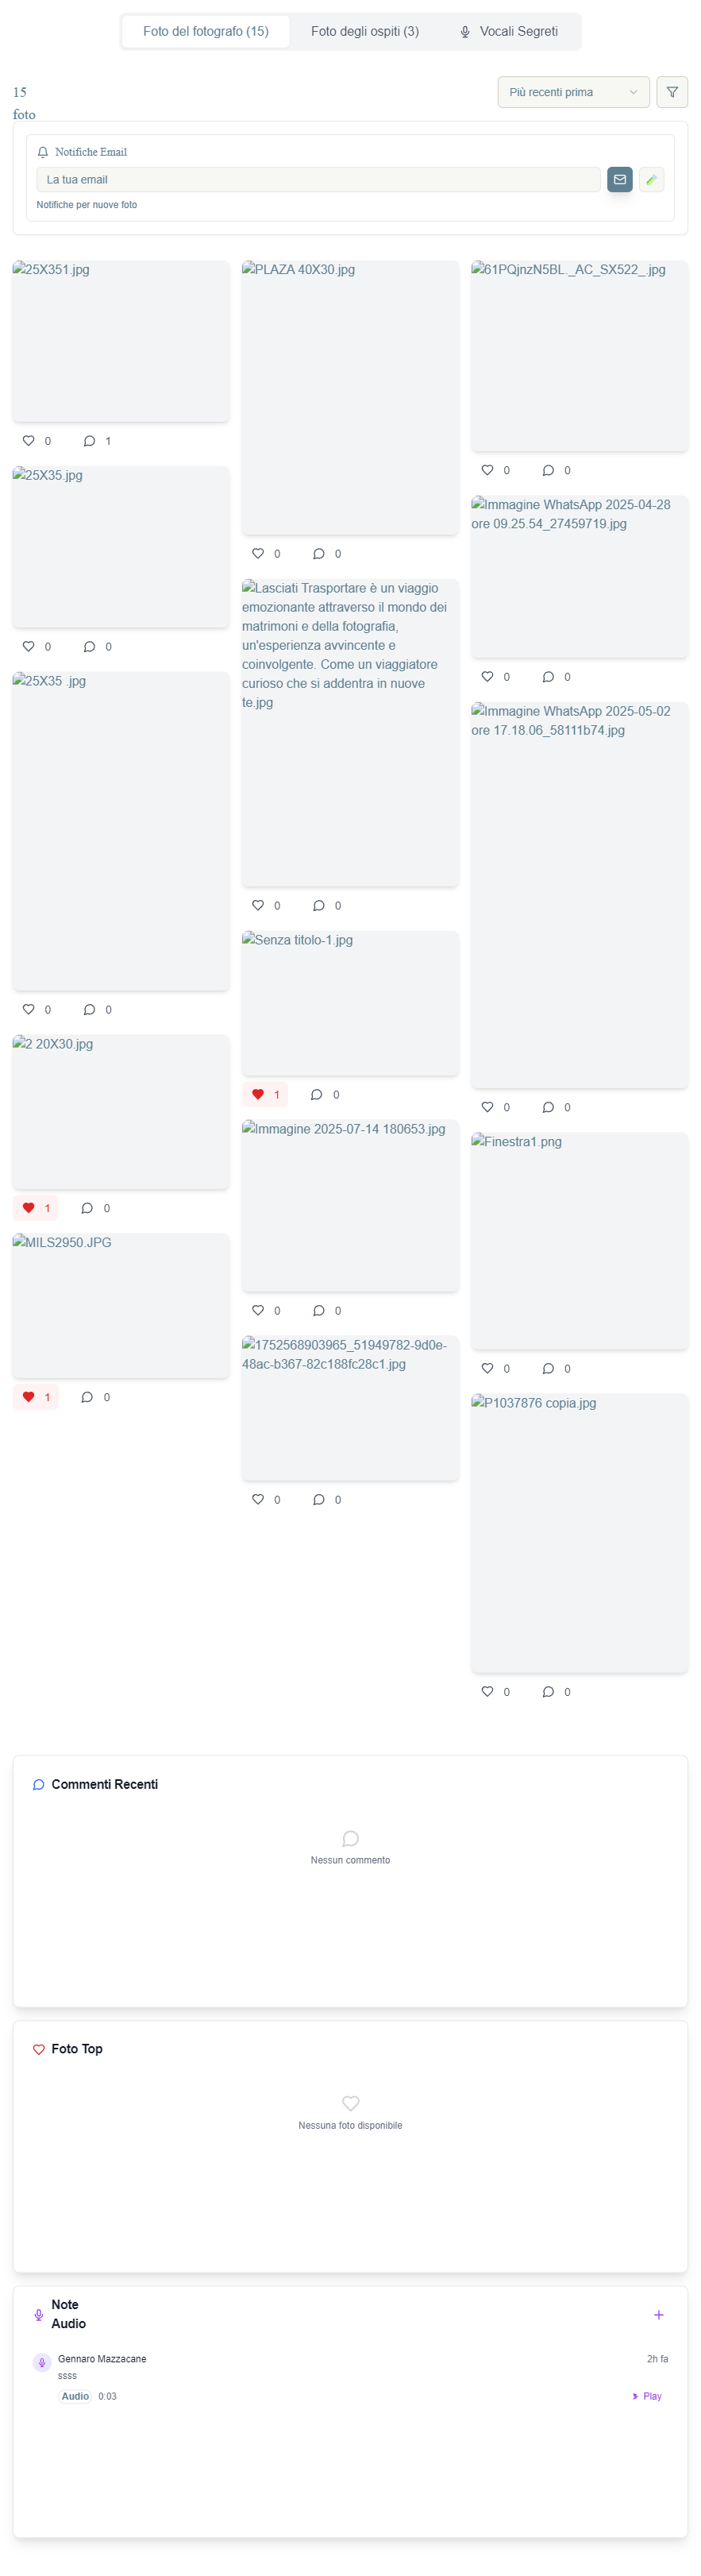 Foto del fotografo (15)
Foto degli ospiti (3)
Vocali Segreti
15
foto
Più recenti prima
Notifiche Email
La tua email
Notifiche per nuove foto
25X351.jpg
0
1
25X35.jpg
0
0
25X35 .jpg
0
0
2 20X30.jpg
1
0
MILS2950.JPG
1
0
PLAZA 40X30.jpg
0
0
Lasciati Trasportare è un viaggio
emozionante attraverso il mondo dei
matrimoni e della fotografia,
un'esperienza avvincente e
coinvolgente. Come un viaggiatore
curioso che si addentra in nuove
te.jpg
0
0
Senza titolo-1.jpg
1
0
Immagine 2025-07-14 180653.jpg
0
0
1752568903965_51949782-9d0e-
48ac-b367-82c188fc28c1.jpg
0
0
61PQjnzN5BL._AC_SX522_.jpg
0
0
Immagine WhatsApp 2025-04-28
ore 09.25.54_27459719.jpg
0
0
Immagine WhatsApp 2025-05-02
ore 17.18.06_58111b74.jpg
0
0
Finestra1.png
0
0
P1037876 copia.jpg
0
0
Commenti Recenti
Nessun commento
Foto Top
Nessuna foto disponibile
Note
Audio
Gennaro Mazzacane
2h fa
ssss
Audio
0:03
Play